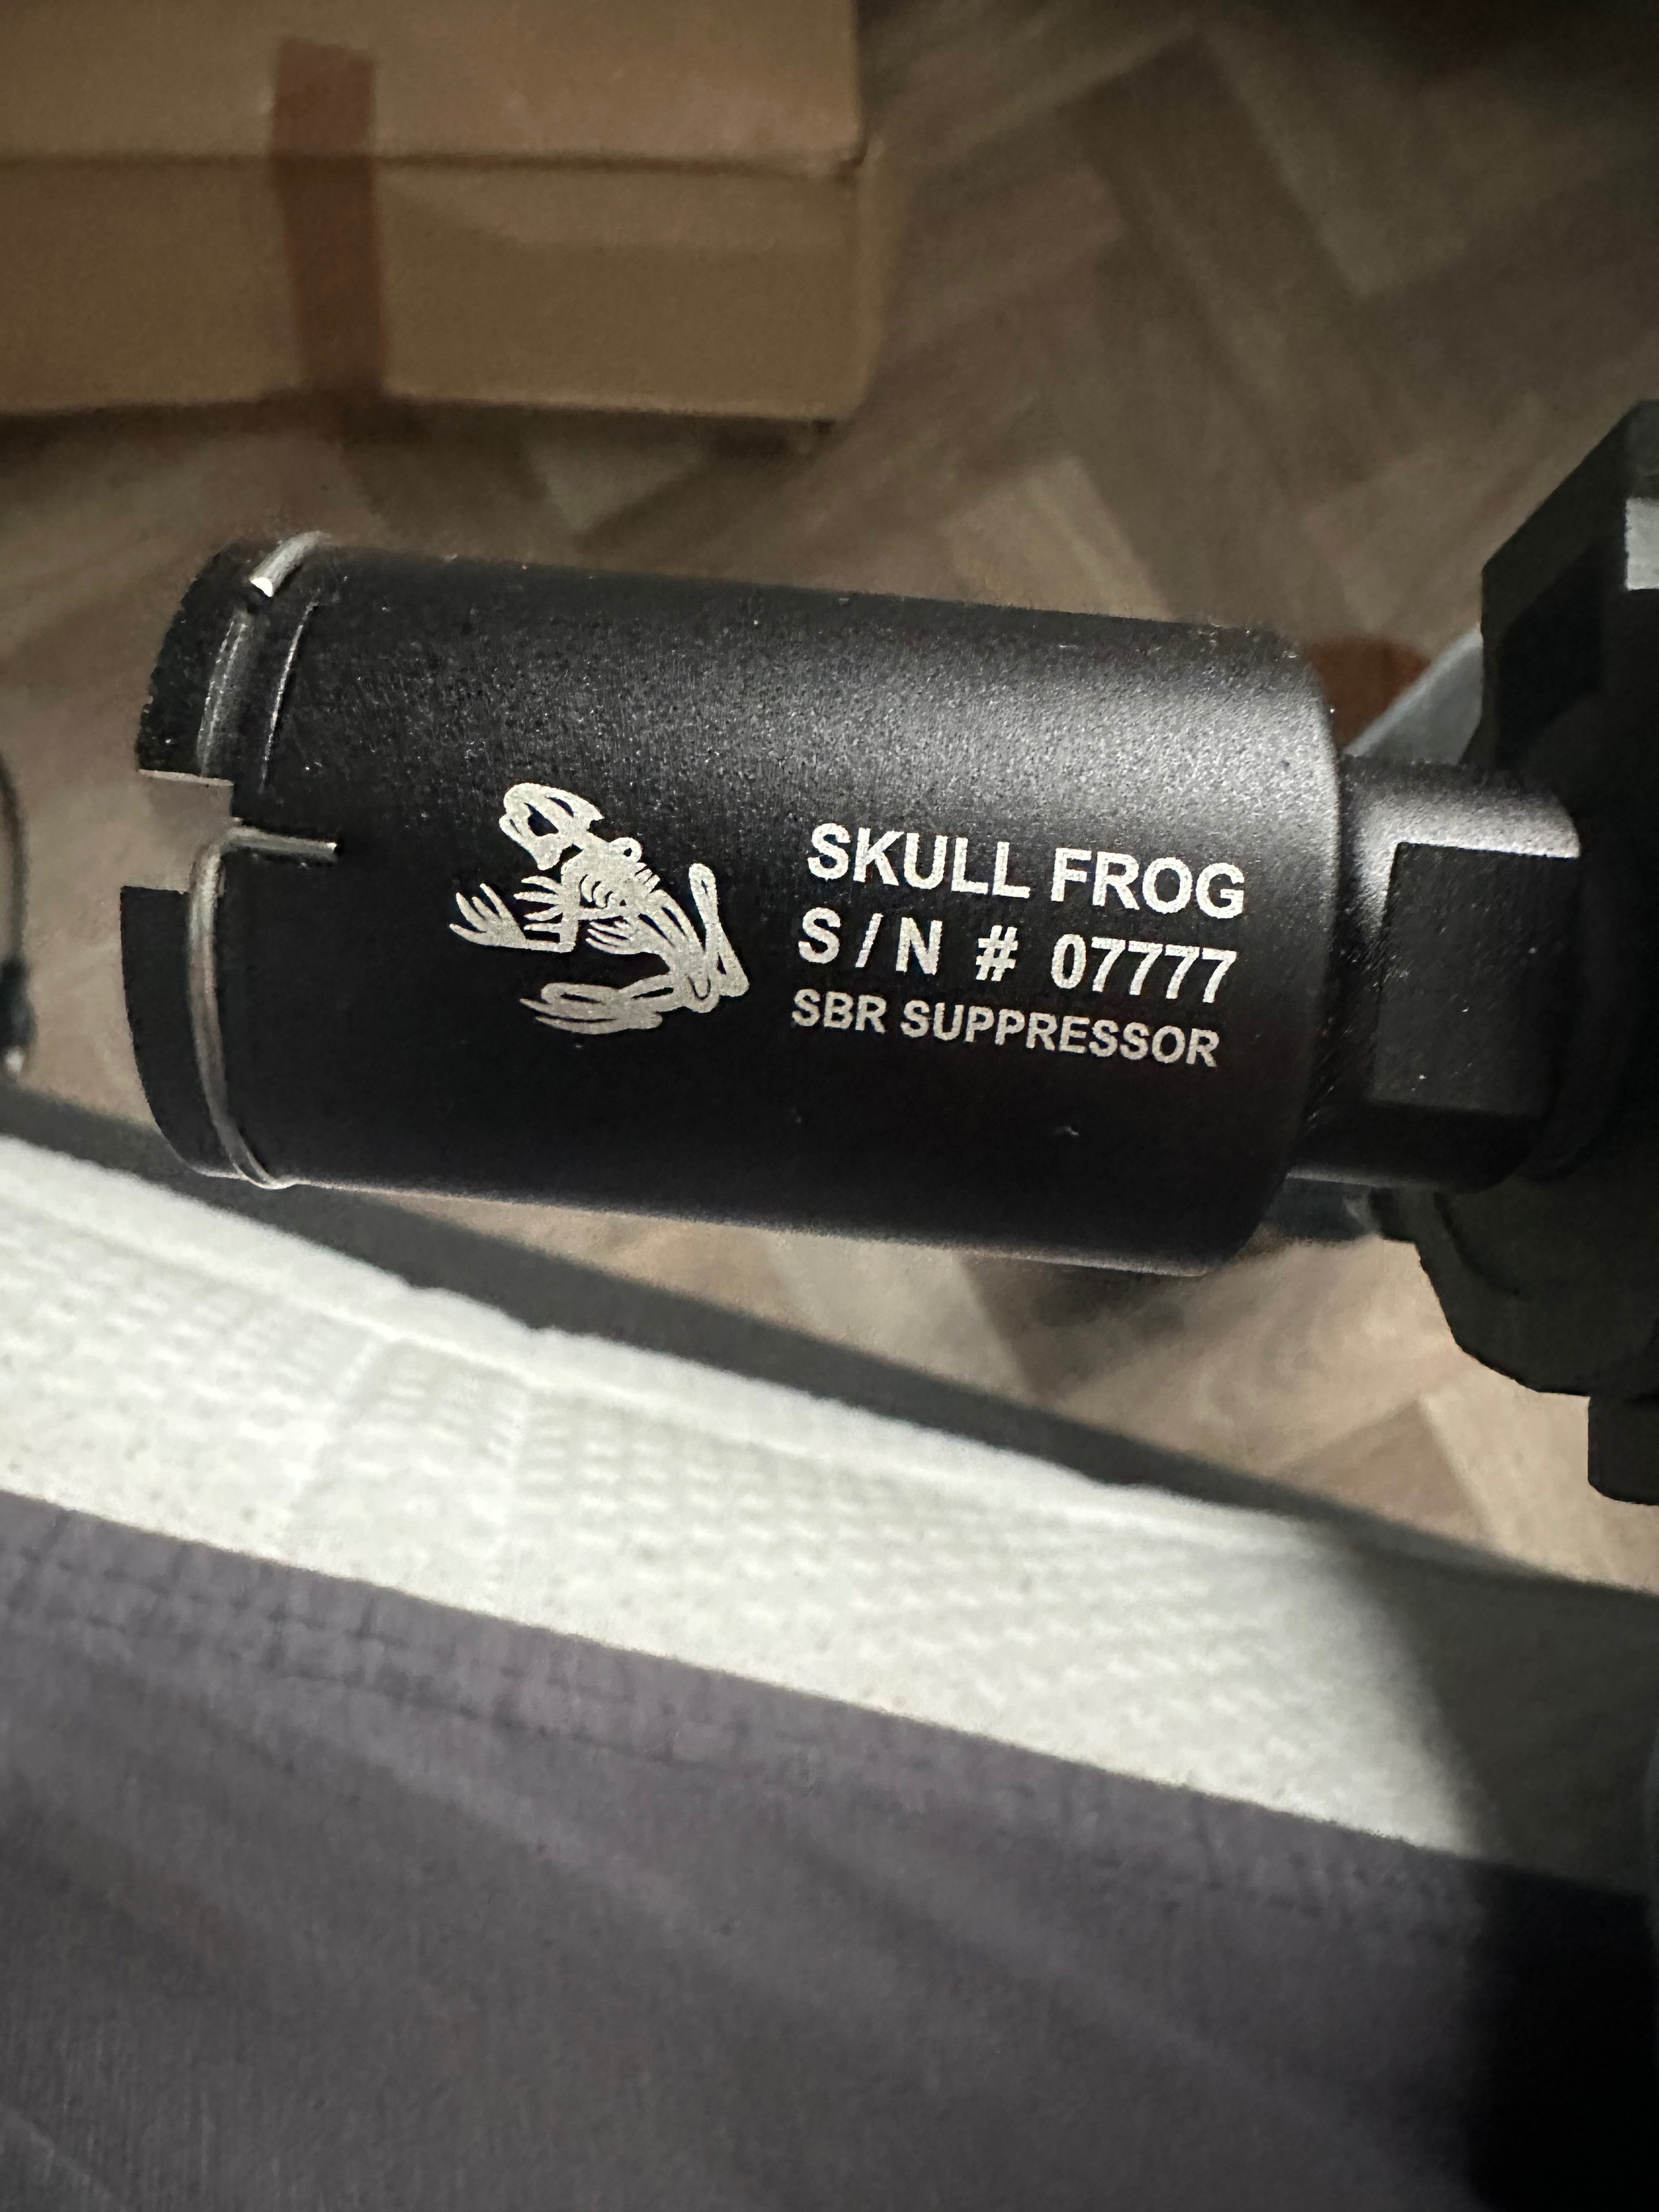 SKULL FROG
S/N # 07777
SBR SUPPRESSOR